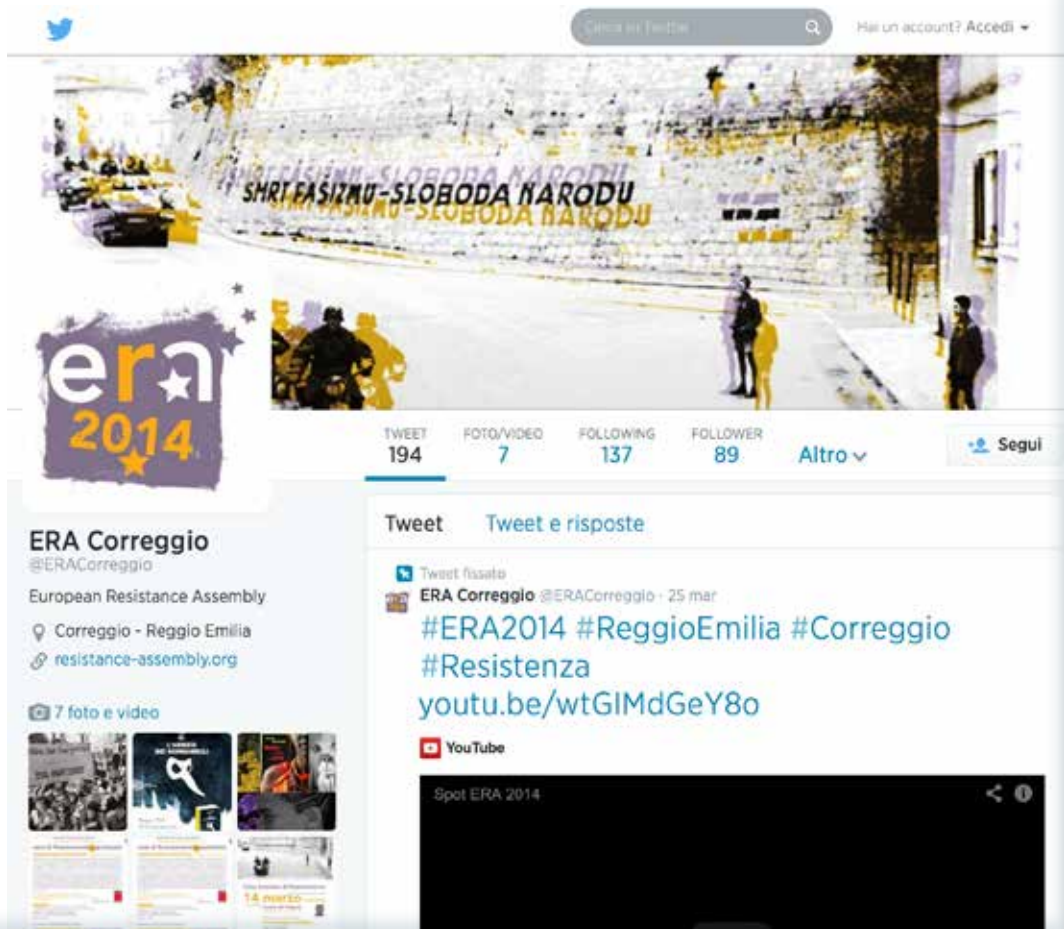 Cerca su Twitter
Hai un account? Accedi
SMRT FAŠIZMU-SLOBODA NARODU
era
2014
TWEET
194
FOTO/VIDEO
7
FOLLOWING
137
FOLLOWER
89
Altro
Segui
ERA Correggio
@ERACorreggio
European Resistance Assembly
Correggio - Reggio Emilia
resistance-assembly.org
7 foto e video
14 marzo
Tweet
Tweet e risposte
Tweet fissato
ERA Correggio @ERACorreggio · 25 mar
#ERA2014 #ReggioEmilia #Correggio
#Resistenza
youtu.be/wtGIMdGeY8o
YouTube
Spot ERA 2014